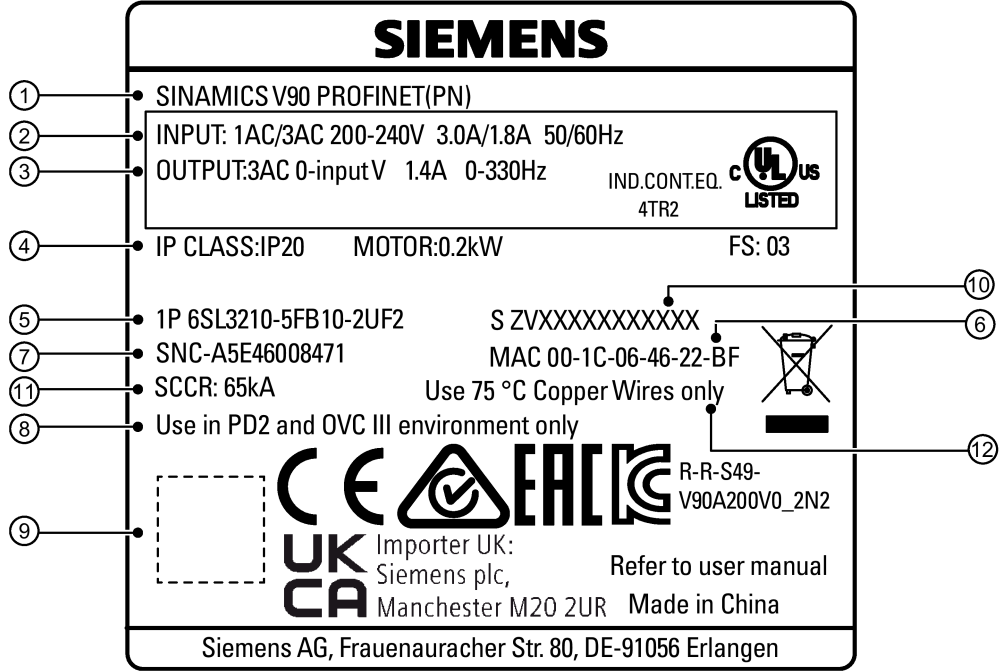 SIEMENS
① SINAMICS V90 PROFINET(PN)
② INPUT: 1AC/3AC 200-240V 3.0A/1.8A 50/60Hz
③ OUTPUT:3AC 0-input V 1.4A 0-330Hz
IND.CONT.EQ.
4TR2
C UL US
LISTED
④ IP CLASS:IP20 MOTOR:0.2kW FS: 03
⑩
⑤ 1P 6SL3210-5FB10-2UF2 S ZVXXXXXXXXXXX
⑥
⑦ SNC-A5E46008471 MAC 00-1C-06-46-22-BF
⑪ SCCR: 65kA Use 75 °C Copper Wires only
⑧ Use in PD2 and OVC III environment only
⑫
CE EAC KC
R-R-S49-
V90A200V0_2N2
⑨
UK
CA
Importer UK:
Siemens plc,
Manchester M20 2UR
Refer to user manual
Made in China
Siemens AG, Frauenauracher Str. 80, DE-91056 Erlangen